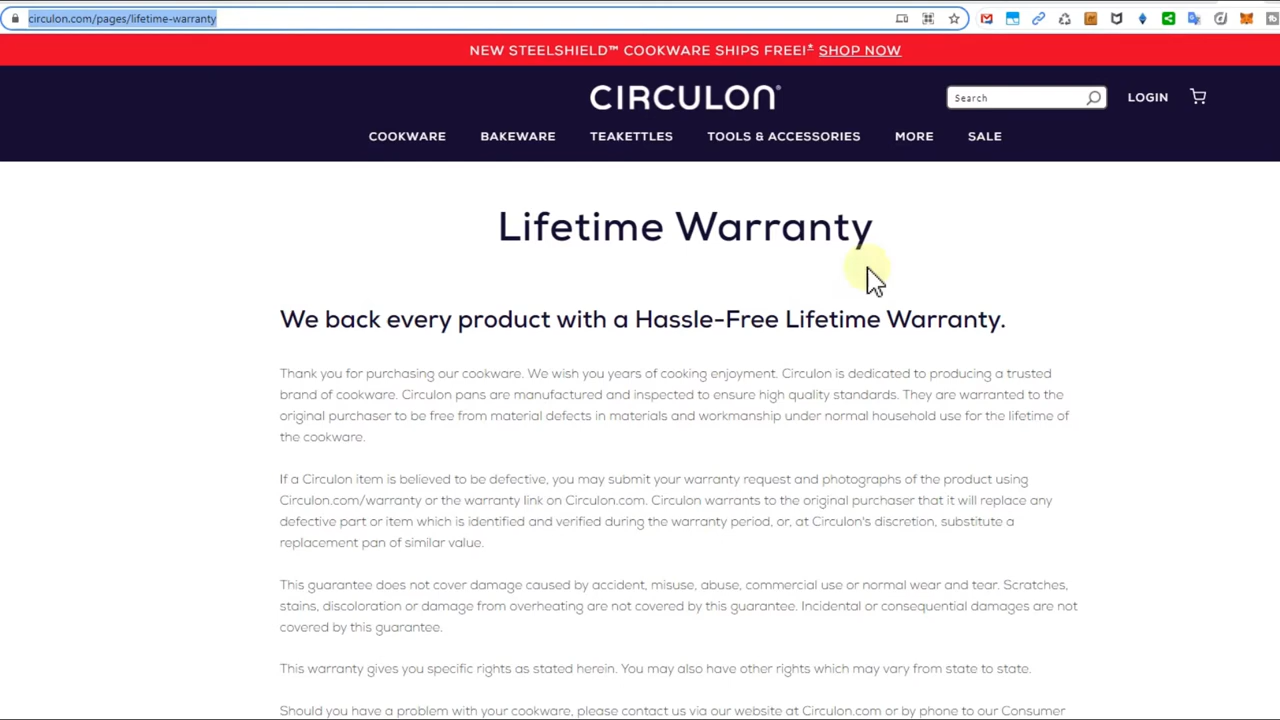 circulon.com/pages/lifetime-warranty
NEW STEELSHIELD™ COOKWARE SHIPS FREE!* SHOP NOW
CIRCULON®
Search
LOGIN
COOKWARE BAKEWARE TEAKETTLES TOOLS & ACCESSORIES MORE SALE
Lifetime Warranty
We back every product with a Hassle-Free Lifetime Warranty.
Thank you for purchasing our cookware. We wish you years of cooking enjoyment. Circulon is dedicated to producing a trusted
brand of cookware. Circulon pans are manufactured and inspected to ensure high quality standards. They are warranted to the
original purchaser to be free from material defects in materials and workmanship under normal household use for the lifetime of
the cookware.
If a Circulon item is believed to be defective, you may submit your warranty request and photographs of the product using
Circulon.com/warranty or the warranty link on Circulon.com. Circulon warrants to the original purchaser that it will replace any
defective part or item which is identified and verified during the warranty period, or, at Circulon's discretion, substitute a
replacement pan of similar value.
This guarantee does not cover damage caused by accident, misuse, abuse, commercial use or normal wear and tear. Scratches,
stains, discoloration or damage from overheating are not covered by this guarantee. Incidental or consequential damages are not
covered by this guarantee.
This warranty gives you specific rights as stated herein. You may also have other rights which may vary from state to state.
Should you have a problem with your cookware, please contact us via our website at Circulon.com or by phone to our Consumer